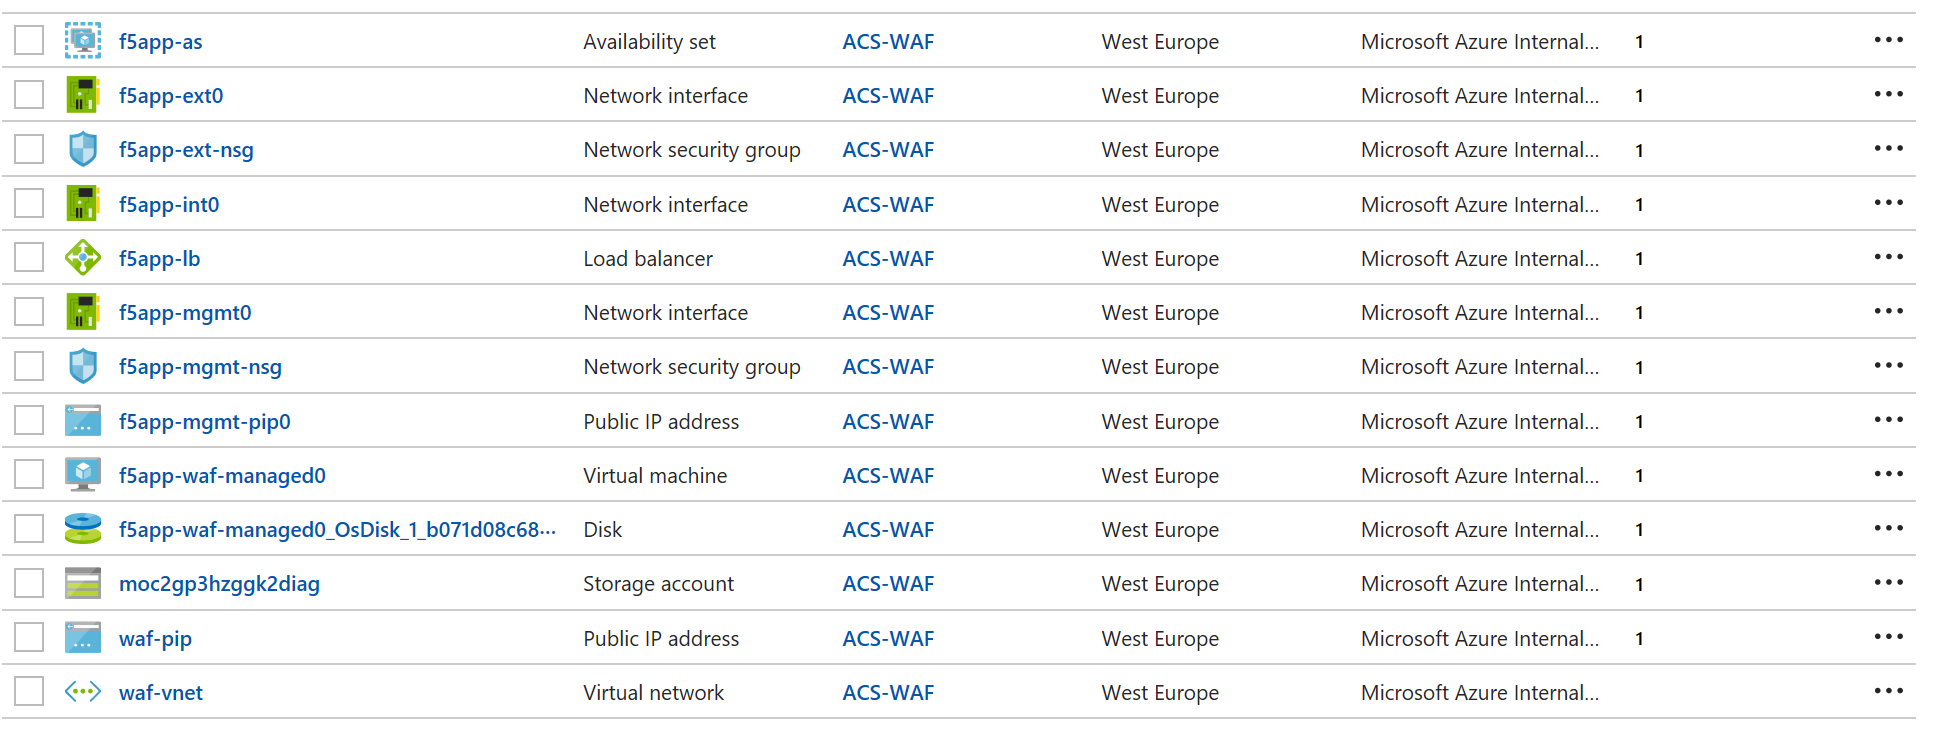 f5app-as Availability set ACS-WAF West Europe Microsoft Azure Internal... 1 ...
f5app-ext0 Network interface ACS-WAF West Europe Microsoft Azure Internal... 1 ...
f5app-ext-nsg Network security group ACS-WAF West Europe Microsoft Azure Internal... 1 ...
f5app-int0 Network interface ACS-WAF West Europe Microsoft Azure Internal... 1 ...
f5app-lb Load balancer ACS-WAF West Europe Microsoft Azure Internal... 1 ...
f5app-mgmt0 Network interface ACS-WAF West Europe Microsoft Azure Internal... 1 ...
f5app-mgmt-nsg Network security group ACS-WAF West Europe Microsoft Azure Internal... 1 ...
f5app-mgmt-pip0 Public IP address ACS-WAF West Europe Microsoft Azure Internal... 1 ...
f5app-waf-managed0 Virtual machine ACS-WAF West Europe Microsoft Azure Internal... 1 ...
f5app-waf-managed0_OsDisk_1_b071d08c68... Disk ACS-WAF West Europe Microsoft Azure Internal... 1 ...
moc2gp3hzggk2diag Storage account ACS-WAF West Europe Microsoft Azure Internal... 1 ...
waf-pip Public IP address ACS-WAF West Europe Microsoft Azure Internal... 1 ...
waf-vnet Virtual network ACS-WAF West Europe Microsoft Azure Internal... ...